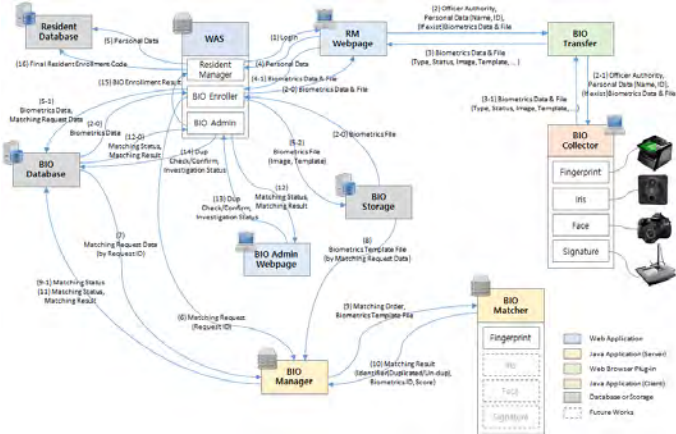 Resident
Database
(5) Personal Data
(16) Final Resident Enrollment Code
WAS
Resident
Manager
BIO Enroller
BIO Admin
(1) Login
(4) Personal Data
(4-1) Biometrics Data & File
(2-0) Biometrics Data & File
(15) BIO Enrollment Result
RM
Webpage
(2) Officer Authority,
Personal Data (Name, ID),
(If exist)Biometrics Data & File
(3) Biometrics Data & File
(Type, Status, Image, Template, ... )
BIO
Transfer
(2-1) Officer Authority,
Personal Data (Name, ID),
(If exist)Biometrics Data & File
(3-1) Biometrics Data & File
(Type, Status, Image, Template, ... )
BIO
Collector
Fingerprint
Iris
Face
Signature
(5-1)
Biometrics Data,
Matching Request Data
(2-0)
Biometrics Data
(12-0)
Matching Status,
Matching Result
(14) Dup
Check/Confirm,
Investigation Status
(5-2)
Biometrics File
(Image, Template)
(2-0) Biometrics File
BIO
Database
BIO
Storage
(13) Dup
Check/Confirm,
Investigation Status
(12)
Matching Status,
Matching Result
BIO Admin
Webpage
(7)
Matching Request Data
(by Request ID)
(8)
Biometrics Template File
(by Matching Request Data)
(9-1) Matching Status
(11) Matching Status,
Matching Result
(6) Matching Request
(Request ID)
(9) Matching Order,
Biometrics Template File
(10) Matching Result
(Identifier(Duplicated/Un-dup),
Biometrics ID, Score)
BIO
Manager
BIO
Matcher
Fingerprint
Iris
Face
Signature
Web Application
Java Application (Server)
Web Browser Plug-in
Java Application (Client)
Database or Storage
Future Works